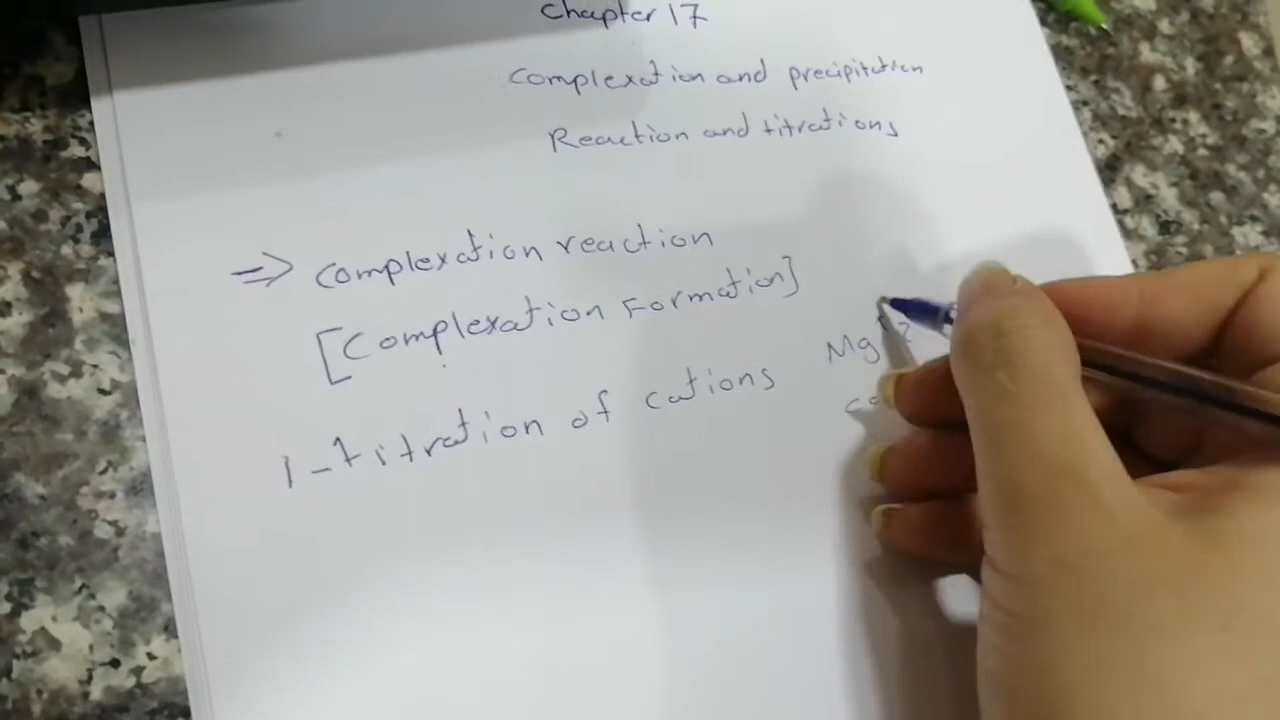 Chapter 17
Complexation and precipitation
Reaction and titrations
=> complexation reaction
[Complexation Formation]
1-titration of cations Mg